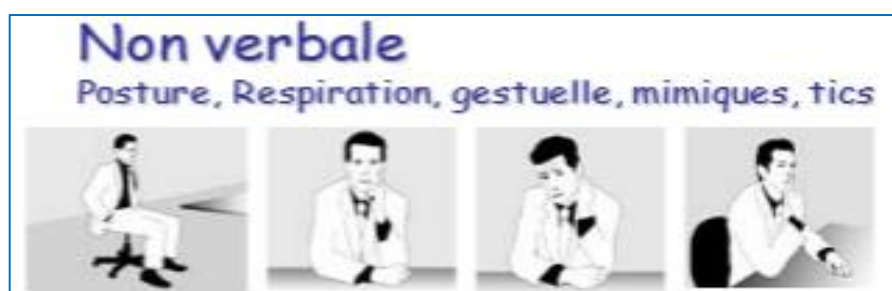 Non verbale
Posture, Respiration, gestuelle, mimiques, tics